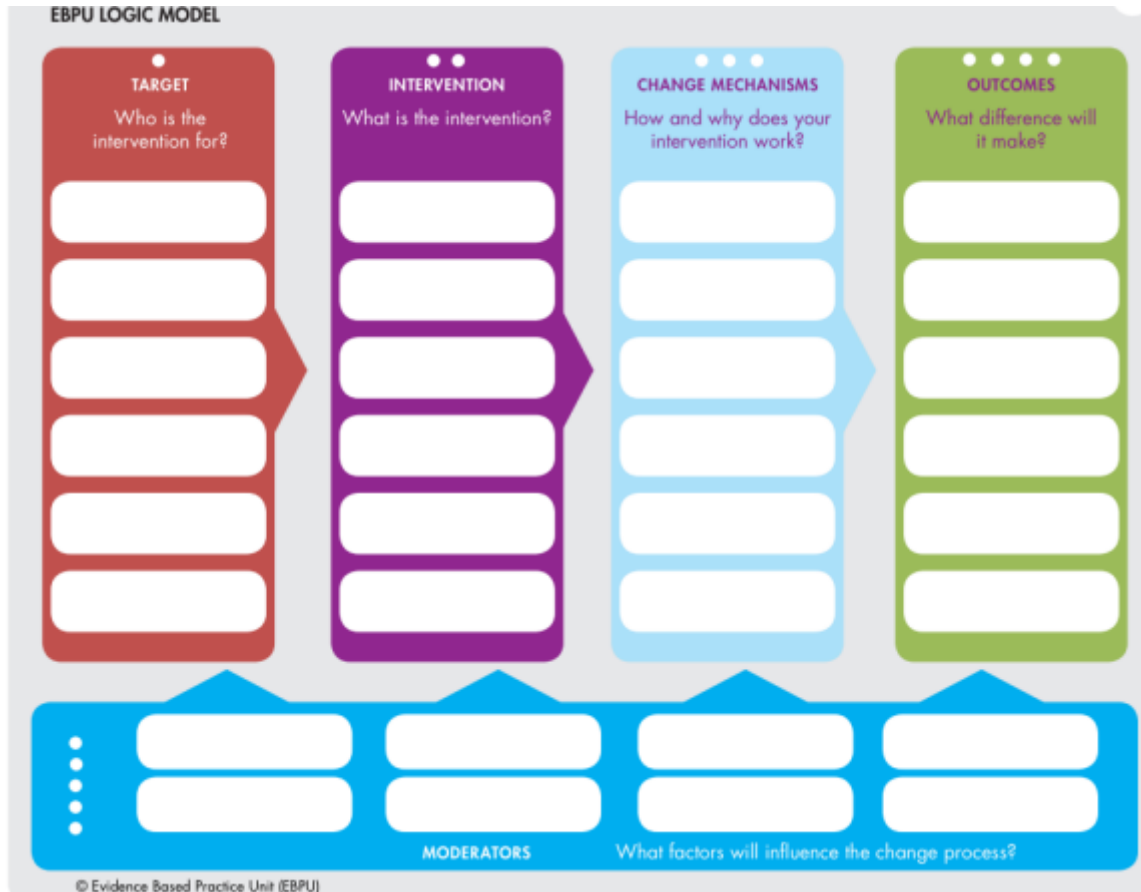 EBPU LOGIC MODEL
TARGET
Who is the
intervention for?
INTERVENTION
What is the intervention?
CHANGE MECHANISMS
How and why does your
intervention work?
OUTCOMES
What difference will
it make?
MODERATORS What factors will influence the change process?
© Evidence Based Practice Unit (EBPU)